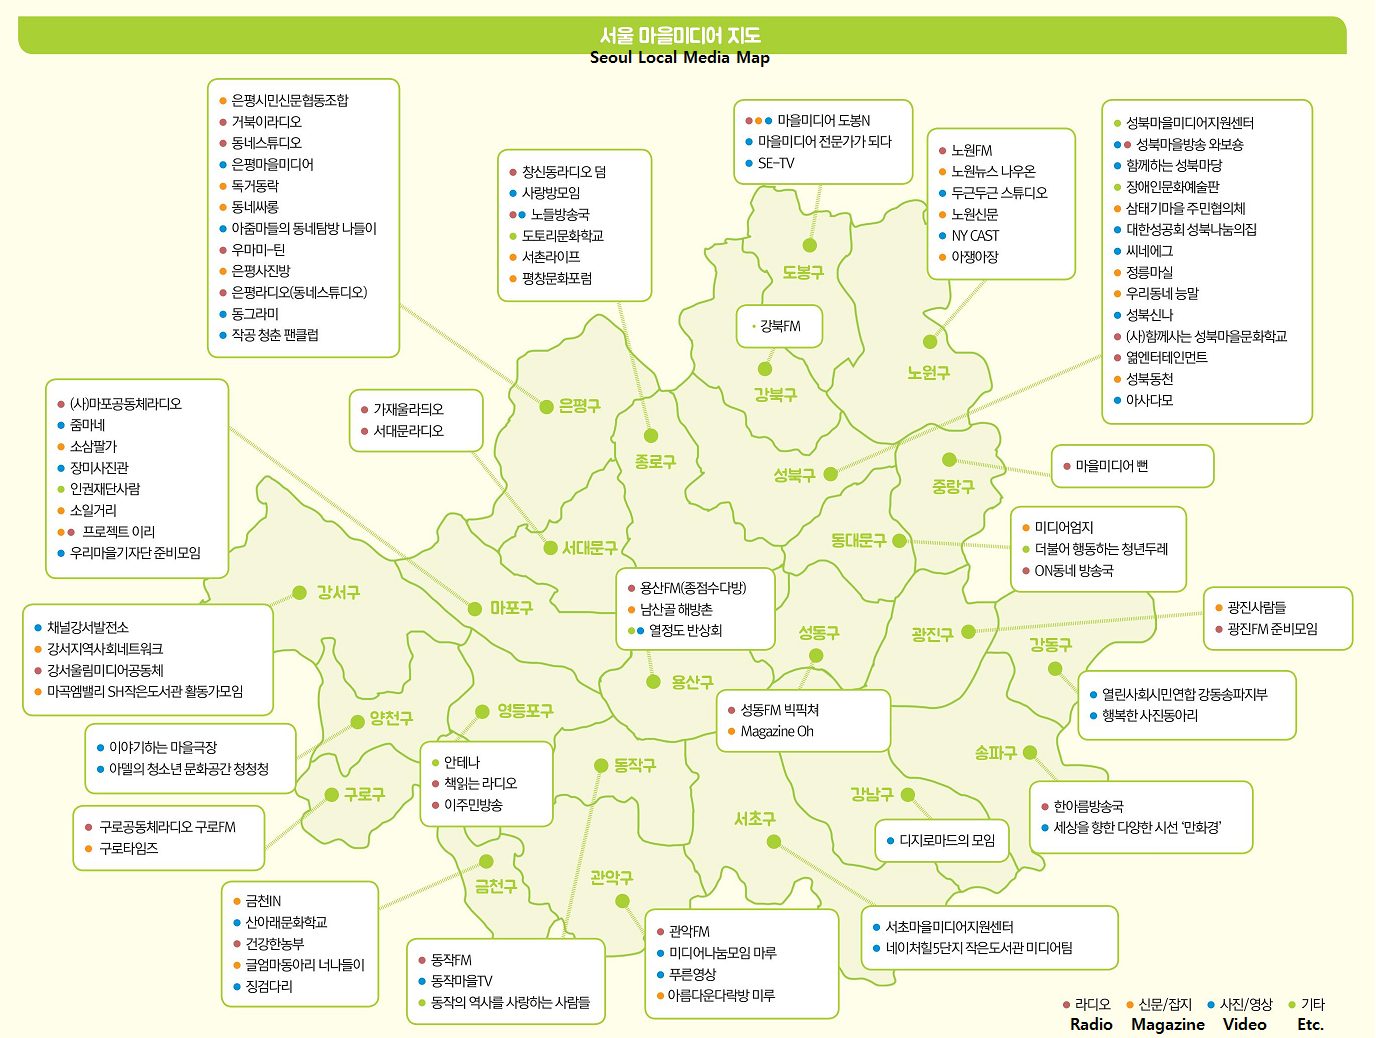 서울 마을미디어 지도
Seoul Local Media Map
은평시민신문협동조합
거북이라디오
동네스튜디오
은평마을미디어
독거동락
동네싸롱
아줌마들의 동네탐방 나들이
우마미-틴
은평사진방
은평라디오(동네스튜디오)
동그라미
작공 청춘 팬클럽
창신동라디오 덤
사랑방모임
노들방송국
도토리문화학교
서촌라이프
평창문화포럼
마을미디어 도봉N
마을미디어 전문가가 되다
SE-TV
노원FM
노원뉴스 나우온
두근두근 스튜디오
노원신문
NY CAST
아쟁아장
성북마을미디어지원센터
성북마을방송 와보숑
함께하는 성북마당
장애인문화예술판
삼태기마을 주민협의체
대한성공회 성북나눔의집
씨네에그
정릉마실
우리동네 능말
성북신나
(사)함께사는 성북마을문화학교
엶엔터테인먼트
성북동천
아사다모
도봉구
강북FM
강북구
노원구
은평구
종로구
성북구
중랑구
마을미디어 뻔
(사)마포공동체라디오
줌마네
소삼팔가
장미사진관
인권재단사람
소일거리
프로젝트 이리
우리마을기자단 준비모임
가재울라듸오
서대문라디오
서대문구
동대문구
미디어엄지
더불어 행동하는 청년두레
ON동네 방송국
강서구
마포구
용산FM(종점수다방)
남산골 해방촌
열정도 반상회
용산구
성동구
광진구
강동구
광진사람들
광진FM 준비모임
채널강서발전소
강서지역사회네트워크
강서울림미디어공동체
마곡엠밸리 SH작은도서관 활동가모임
열린사회시민연합 강동송파지부
행복한 사진동아리
성동FM 빅픽쳐
Magazine Oh
양천구
영등포구
이야기하는 마을극장
아델의 청소년 문화공간 청청청
안테나
책읽는 라디오
이주민방송
동작구
송파구
구로구
강남구
서초구
한아름방송국
세상을 향한 다양한 시선 ‘만화경’
구로공동체라디오 구로FM
구로타임즈
디지로마드의 모임
금천구
관악구
금천IN
산아래문화학교
건강한농부
글엄마동아리 너나들이
징검다리
동작FM
동작마을TV
동작의 역사를 사랑하는 사람들
관악FM
미디어나눔모임 마루
푸른영상
아름다운다락방 미루
서초마을미디어지원센터
네이처힐5단지 작은도서관 미디어팀
라디오 신문/잡지 사진/영상 기타
Radio Magazine Video Etc.